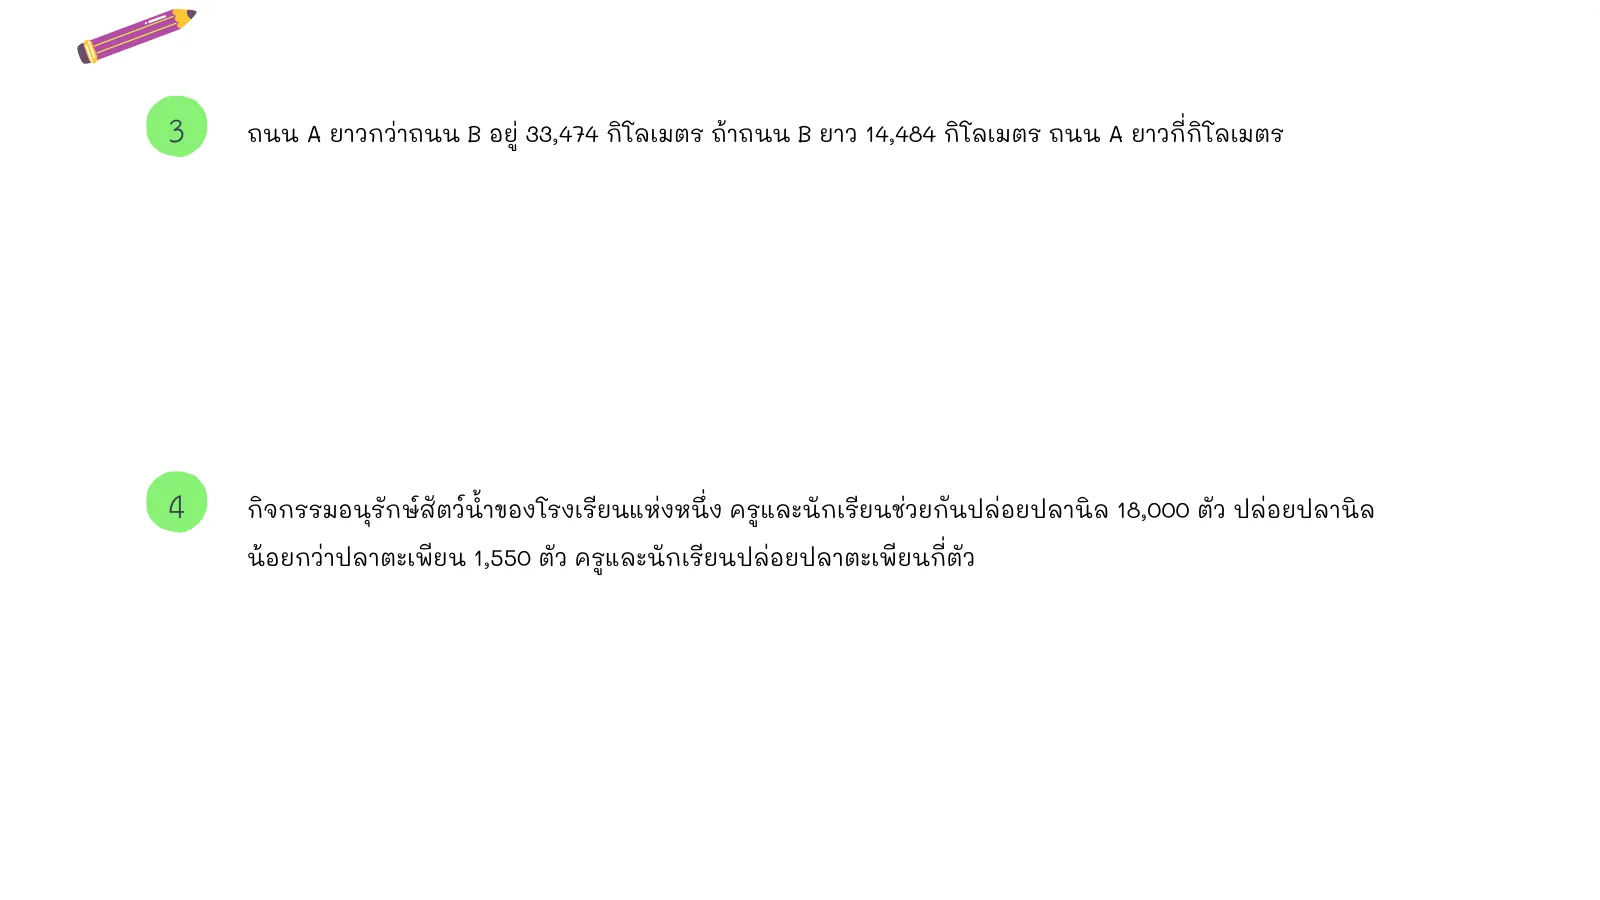 3
ถนน A ยาวกว่าถนน B อยู่ 33,474 กิโลเมตร ถ้าถนน B ยาว 14,484 กิโลเมตร ถนน A ยาวกี่กิโลเมตร
4
กิจกรรมอนุรักษ์สัตว์น้ำของโรงเรียนแห่งหนึ่ง ครูและนักเรียนช่วยกันปล่อยปลานิล 18,000 ตัว ปล่อยปลานิล
น้อยกว่าปลาตะเพียน 1,550 ตัว ครูและนักเรียนปล่อยปลาตะเพียนกี่ตัว